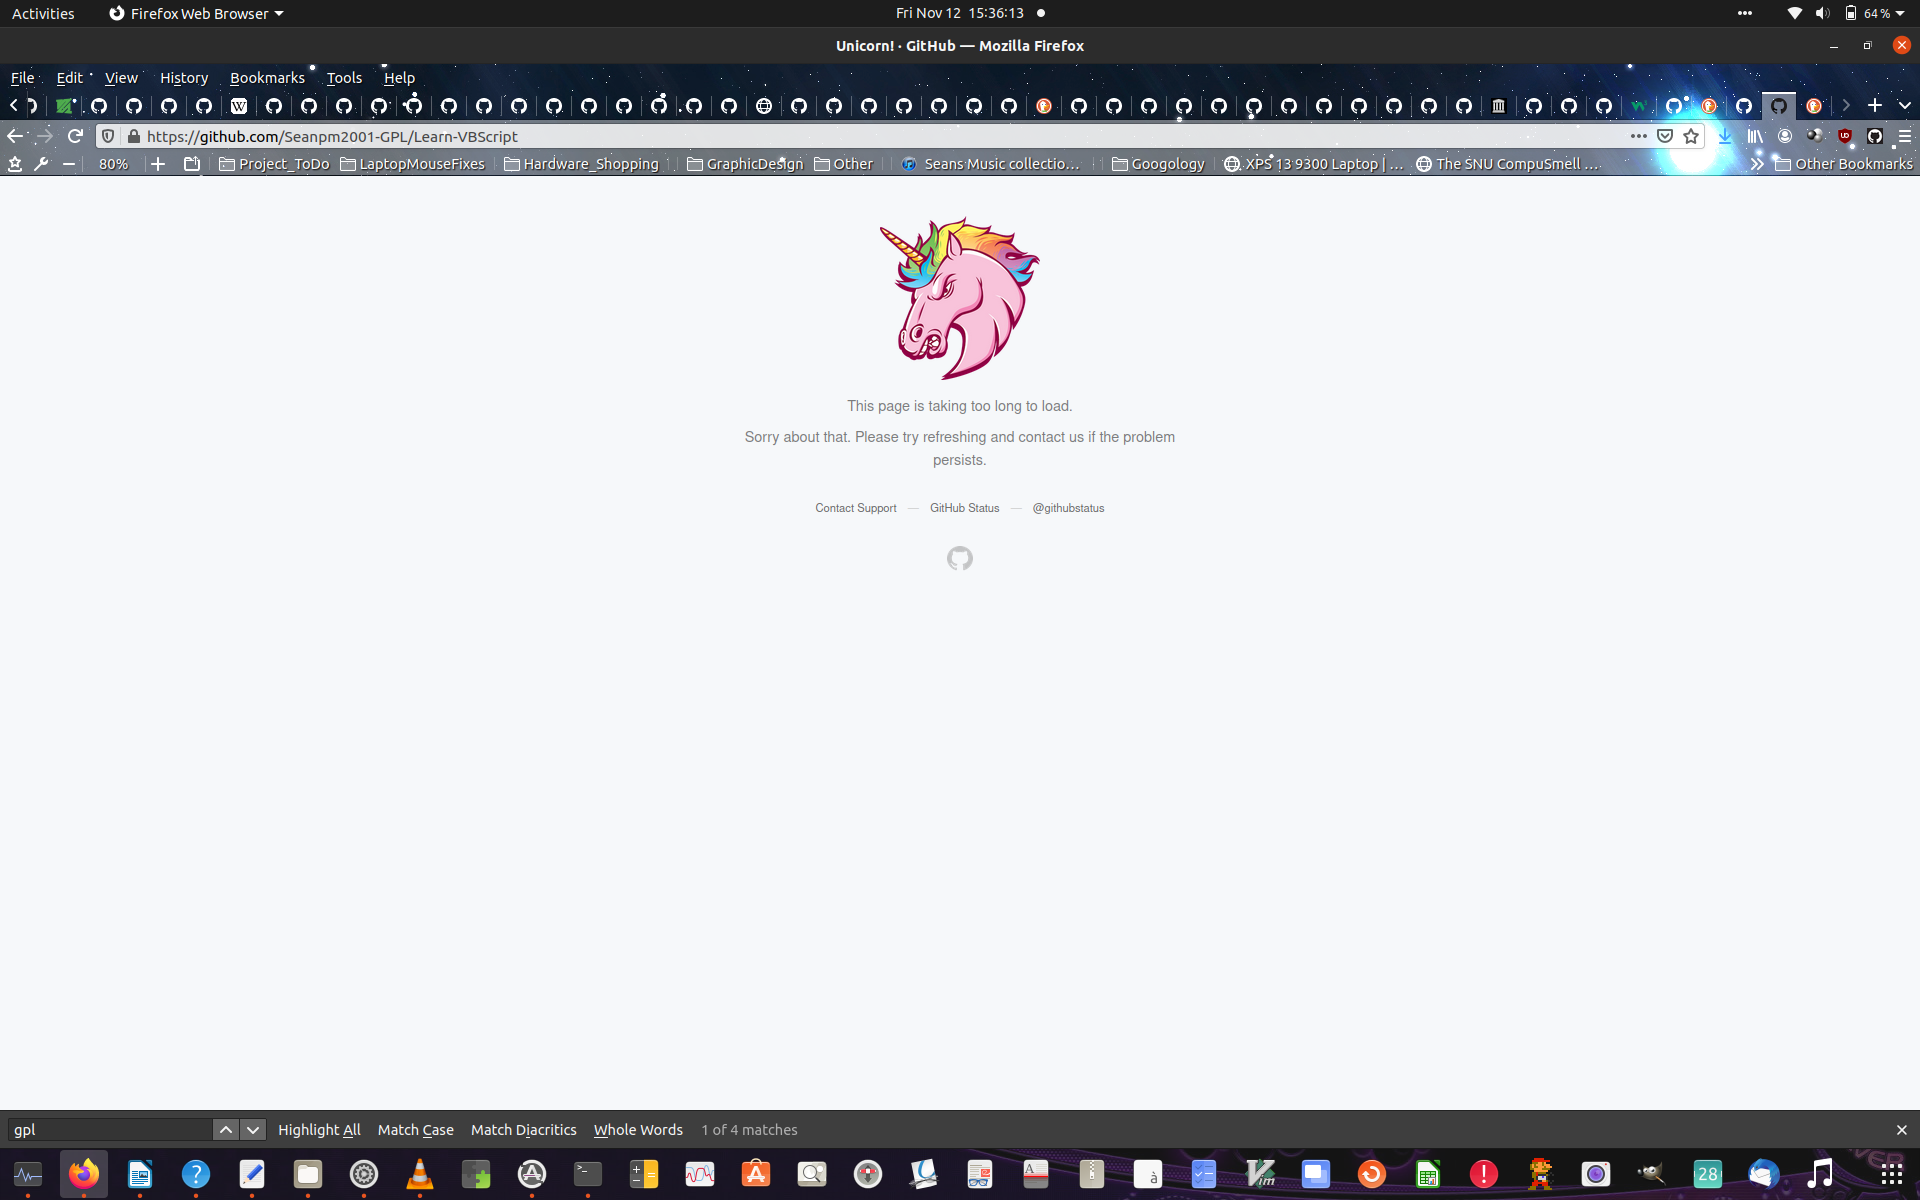 Activities Firefox Web Browser Fri Nov 12 15:36:13 64 %
Unicorn! · GitHub — Mozilla Firefox
File Edit View History Bookmarks Tools Help
https://github.com/Seanpm2001-GPL/Learn-VBScript
80% Project_ToDo LaptopMouseFixes Hardware_Shopping GraphicDesign Other Seans Music collectio... Googology XPS 13 9300 Laptop | ... The SNU CompuSmell ... Other Bookmarks
This page is taking too long to load.
Sorry about that. Please try refreshing and contact us if the problem
persists.
Contact Support — GitHub Status — @githubstatus
gpl Highlight All Match Case Match Diacritics Whole Words 1 of 4 matches
28